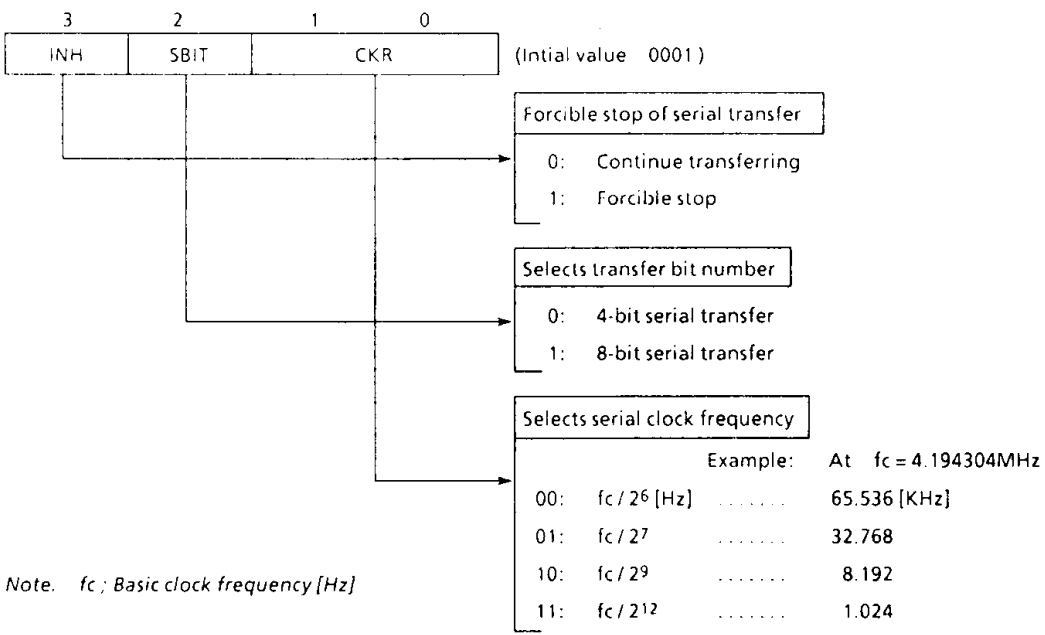 3 2 1 0
INH SBIT CKR (Intial value 0001)
Forcible stop of serial transfer
0: Continue transferring
1: Forcible stop
Selects transfer bit number
0: 4-bit serial transfer
1: 8-bit serial transfer
Selects serial clock frequency
Example: At fc = 4.194304MHz
00: fc / 2⁶ [Hz] ....... 65.536 [KHz]
01: fc / 2⁷ ....... 32.768
10: fc / 2⁹ ....... 8.192
11: fc / 2¹² ....... 1.024
Note. fc ; Basic clock frequency [Hz]